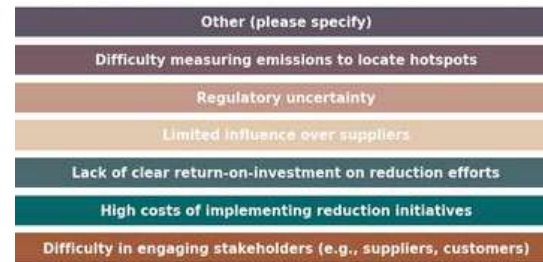 Other (please specify)
Difficulty measuring emissions to locate hotspots
Regulatory uncertainty
Limited influence over suppliers
Lack of clear return-on-investment on reduction efforts
High costs of implementing reduction initiatives
Difficulty in engaging stakeholders (e.g., suppliers, customers)